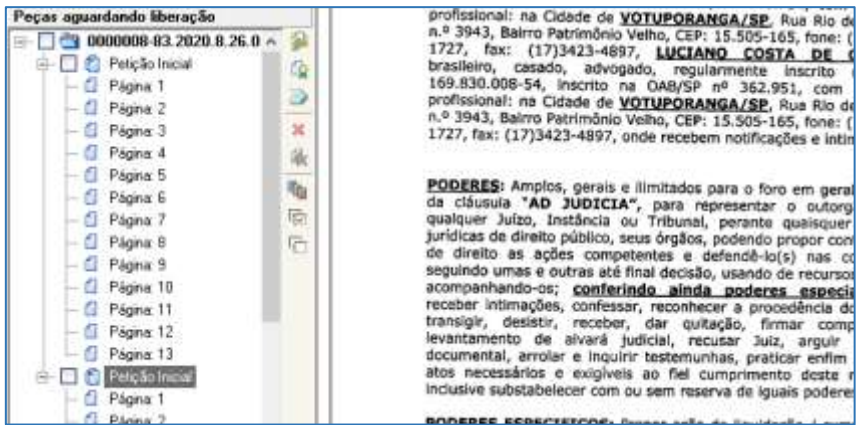 Peças aguardando liberação
0000008-83.2020.8.26.0
Petição Inicial
Página: 1
Página: 2
Página: 3
Página: 4
Página: 5
Página: 6
Página: 7
Página: 8
Página: 9
Página: 10
Página: 11
Página: 12
Página: 13
Petição Inicial
Página: 1
Página: 2
profissional: na Cidade de VOTUPORANGA/SP, Rua Rio de
n.º 3943, Bairro Patrimônio Velho, CEP: 15.505-165, fone: (
1727, fax: (17)3423-4897, LUCIANO COSTA DE
brasileiro, casado, advogado, regularmente inscrito
169.830.008-54, inscrito na OAB/SP nº 362.951, com
profissional: na Cidade de VOTUPORANGA/SP, Rua Rio de
n.º 3943, Bairro Patrimônio Velho, CEP: 15.505-165, fone: (
1727, fax: (17)3423-4897, onde recebem notificações e intim
PODERES: Amplos, gerais e ilimitados para o foro em geral
da cláusula "AD JUDICIA", para representar o outorg
qualquer Juízo, Instância ou Tribunal, perante quaisquer
jurídicas de direito público, seus órgãos, podendo propor cont
de direito as ações competentes e defendê-lo(s) nas co
seguindo umas e outras até final decisão, usando de recursos
acompanhando-os; conferindo ainda poderes especia
receber intimações, confessar, reconhecer a procedência do
transigir, desistir, receber, dar quitação, firmar comp
levantamento de alvará judicial, recusar Juiz, arguir
documental, arrolar e inquirir testemunhas, praticar enfim
atos necessários e exigíveis ao fiel cumprimento deste
inclusive substabelecer com ou sem reserva de iguais poderes
PODERES ESPECÍFICOS: